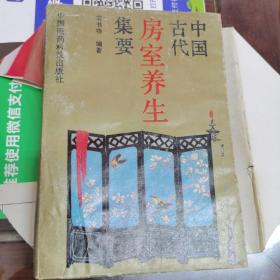 中国
古代
房室养生
集要
宋书功 编著
中国医药科技出版社
荐使用微信支付